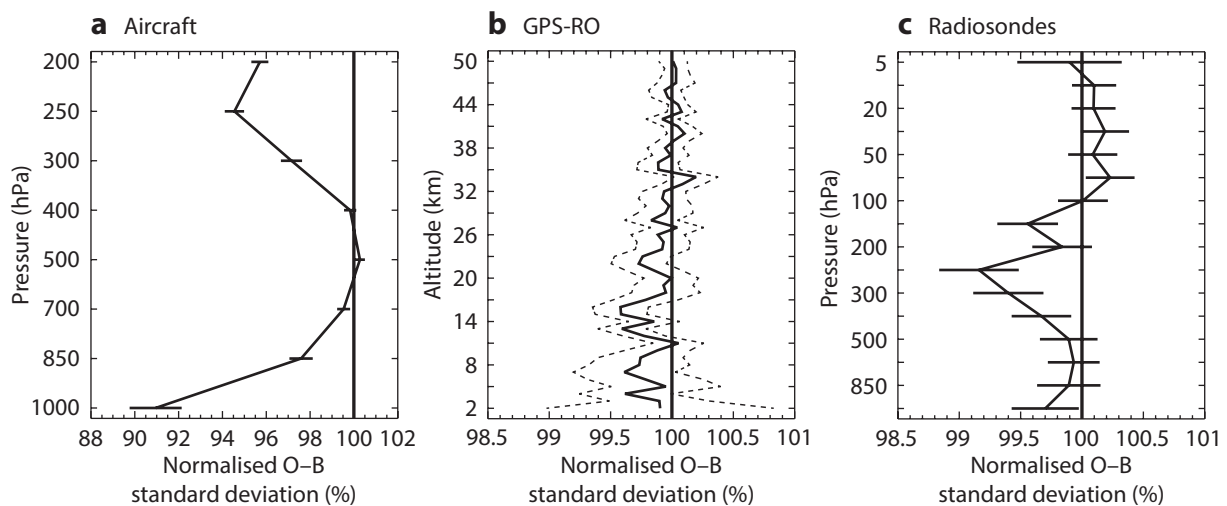 a Aircraft
200
250
300
400
500
700
850
1000
Pressure (hPa)
88 90 92 94 96 98 100 102
Normalised O–B
standard deviation (%)
b GPS-RO
50
44
38
32
26
20
14
8
2
Altitude (km)
98.5 99 99.5 100 100.5 101
Normalised O–B
standard deviation (%)
c Radiosondes
5
20
50
100
200
300
500
850
Pressure (hPa)
98.5 99 99.5 100 100.5 101
Normalised O–B
standard deviation (%)